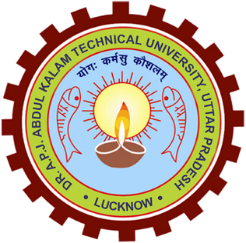 DR. A.P.J. ABDUL KALAM TECHNICAL UNIVERSITY, UTTAR PRADESH
योगः कर्मसु कौशलम्
• LUCKNOW •